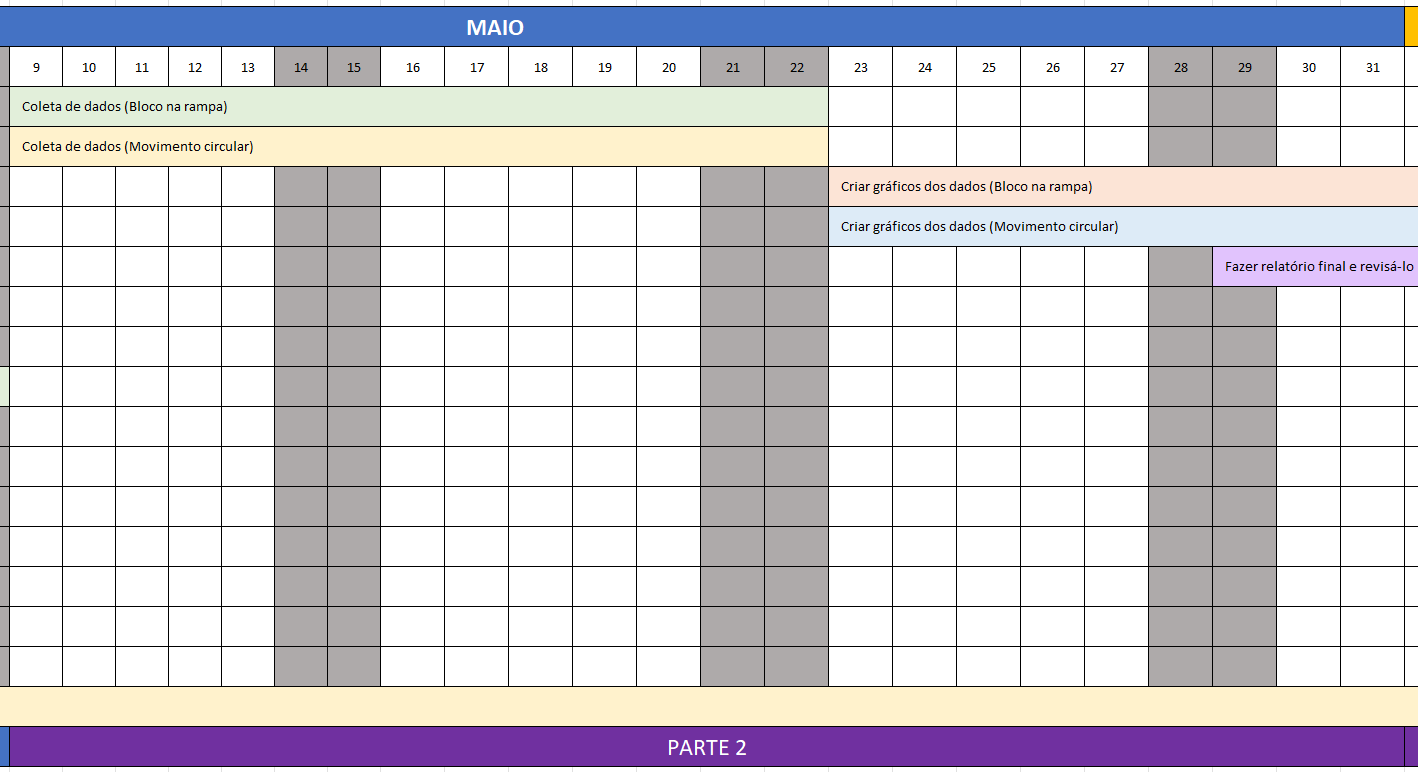 MAIO
9 10 11 12 13 14 15 16 17 18 19 20 21 22 23 24 25 26 27 28 29 30 31
Coleta de dados (Bloco na rampa)
Coleta de dados (Movimento circular)
Criar gráficos dos dados (Bloco na rampa)
Criar gráficos dos dados (Movimento circular)
Fazer relatório final e revisá-lo
PARTE 2